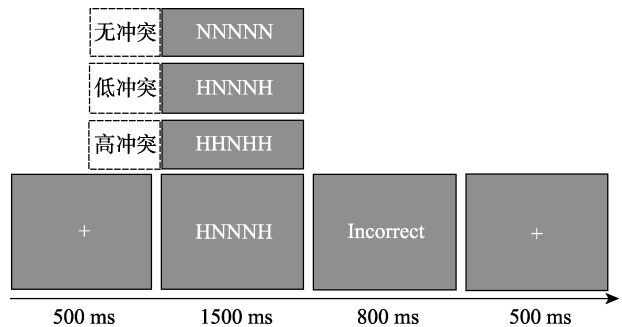 无冲突 NNNNN
低冲突 HNNNH
高冲突 HHNHH
+ HNNNH Incorrect +
500 ms 1500 ms 800 ms 500 ms